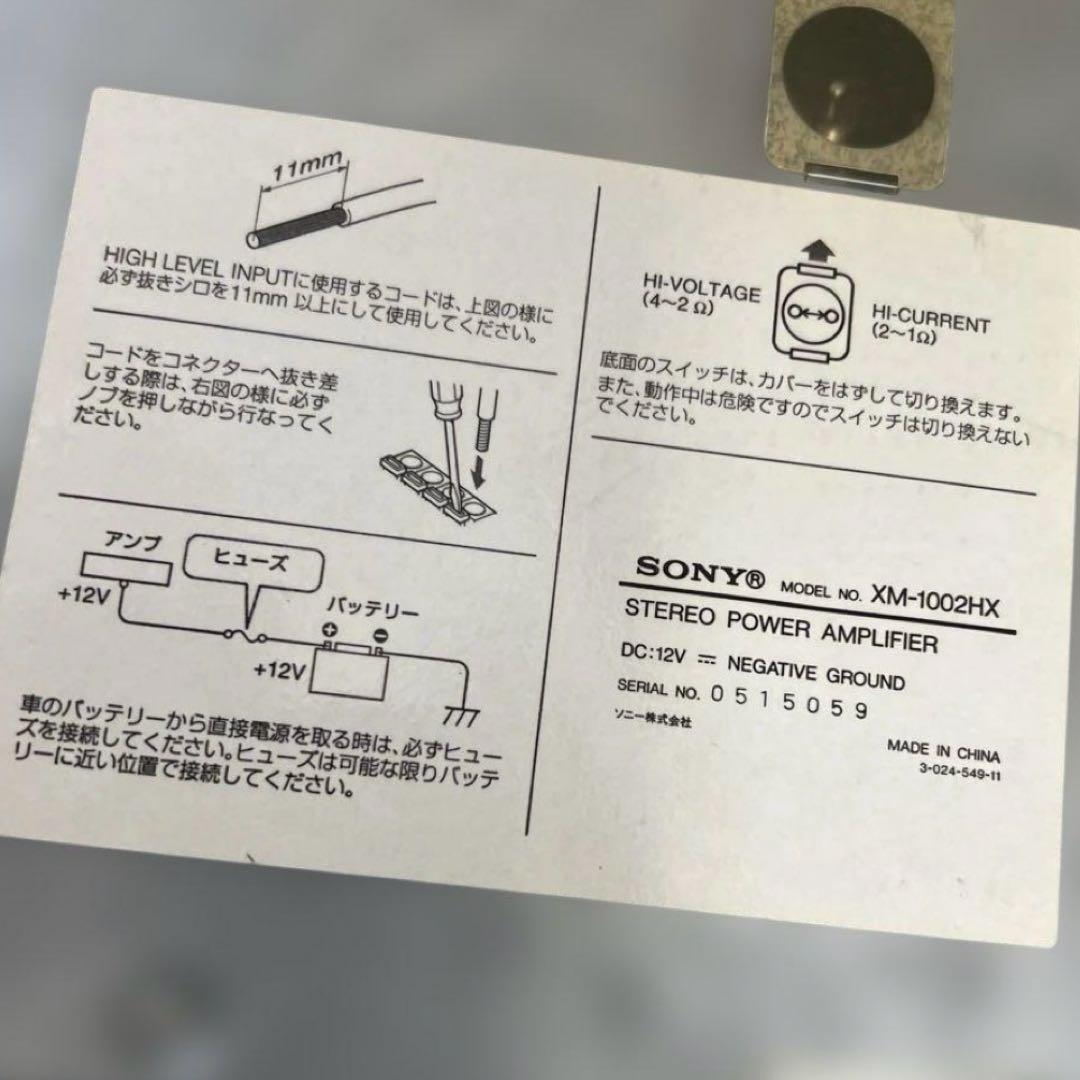 11mm
HIGH LEVEL INPUTに使用するコードは、上図の様に
必ず抜きシロを11mm 以上にして使用してください。
コードをコネクターへ抜き差
しする際は、右図の様に必ず
ノブを押しながら行なってく
ださい。
アンプ
ヒューズ
+12V
バッテリー
⊕
⊖
+12V
車のバッテリーから直接電源を取る時は、必ずヒュー
ズを接続してください。ヒューズは可能な限りバッテ
リーに近い位置で接続してください。
HI-VOLTAGE
(4〜2Ω)
HI-CURRENT
(2〜1Ω)
底面のスイッチは、カバーをはずして切り換えます。
また、動作中は危険ですのでスイッチは切り換えない
でください。
SONY® MODEL NO. XM-1002HX
STEREO POWER AMPLIFIER
DC:12V ⎓ NEGATIVE GROUND
SERIAL NO. 0515059
ソニー株式会社
MADE IN CHINA
3-024-549-11